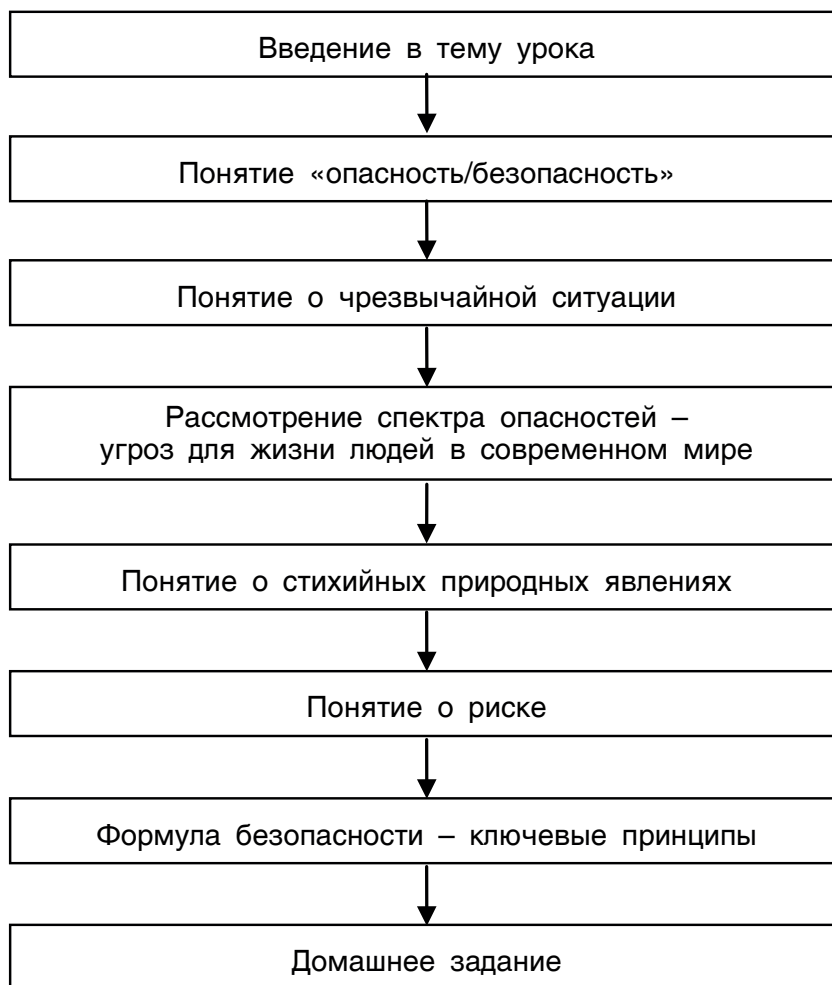 Введение в тему урока
Понятие «опасность/безопасность»
Понятие о чрезвычайной ситуации
Рассмотрение спектра опасностей –
угроз для жизни людей в современном мире
Понятие о стихийных природных явлениях
Понятие о риске
Формула безопасности – ключевые принципы
Домашнее задание